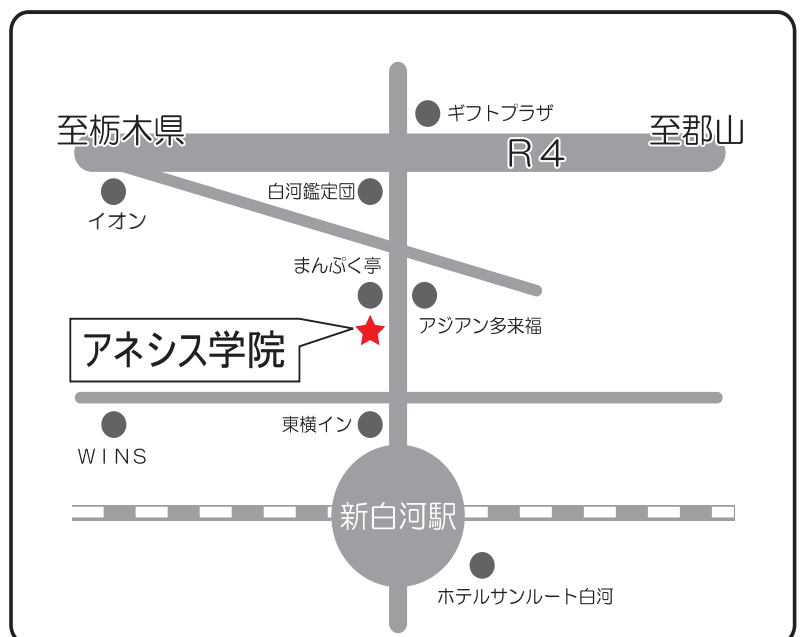 ギフトプラザ
至栃木県
至郡山
R4
白河鑑定団
イオン
まんぷく亭
アジアン多来福
アネシス学院
東横イン
WINS
新白河駅
ホテルサンルート白河